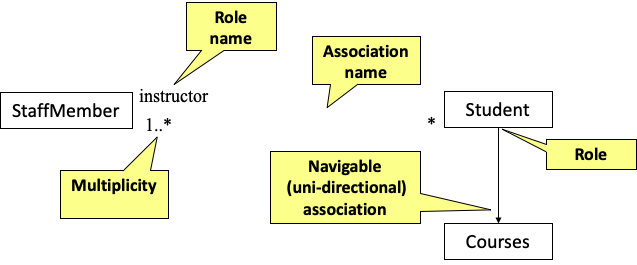 Role
name
Association
name
instructor
StaffMember
Student
1..*
*
Role
Navigable
(uni-directional)
association
Multiplicity
Courses